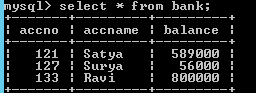 mysql> select * from bank;
+-------+---------+---------+
| accno | accname | balance |
+-------+---------+---------+
|   121 | Satya   |  589000 |
|   127 | Surya   |   56000 |
|   133 | Ravi    |  800000 |
+-------+---------+---------+